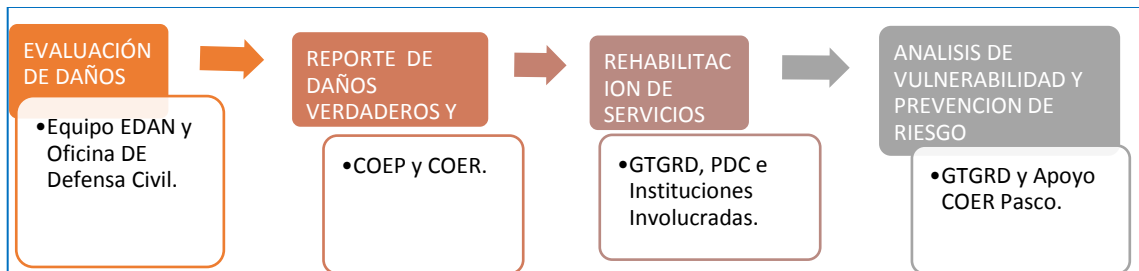 EVALUACIÓN
DE DAÑOS
•Equipo EDAN y
Oficina DE
Defensa Civil.
REPORTE DE
DAÑOS
VERDADEROS Y
•COEP y COER.
REHABILITAC
ION DE
SERVICIOS
•GTGRD, PDC e
Instituciones
Involucradas.
ANALISIS DE
VULNERABILIDAD Y
PREVENCION DE
RIESGO
•GTGRD y Apoyo
COER Pasco.